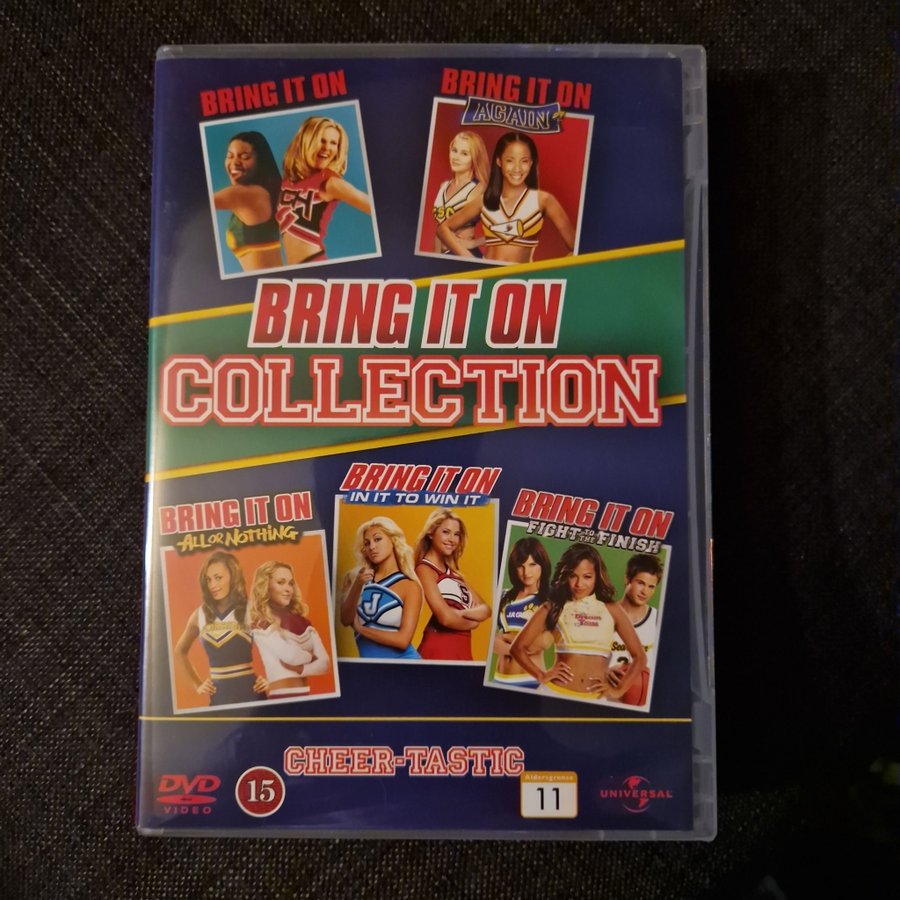 BRING IT ON
BRING IT ON
AGAIN
BRING IT ON
COLLECTION
BRING IT ON
ALL OR NOTHING
BRING IT ON
IN IT TO WIN IT
BRING IT ON
FIGHT TO THE FINISH
J
S
CHEER-TASTIC
DVD
VIDEO
15
Aldersgrense
11
UNIVERSAL